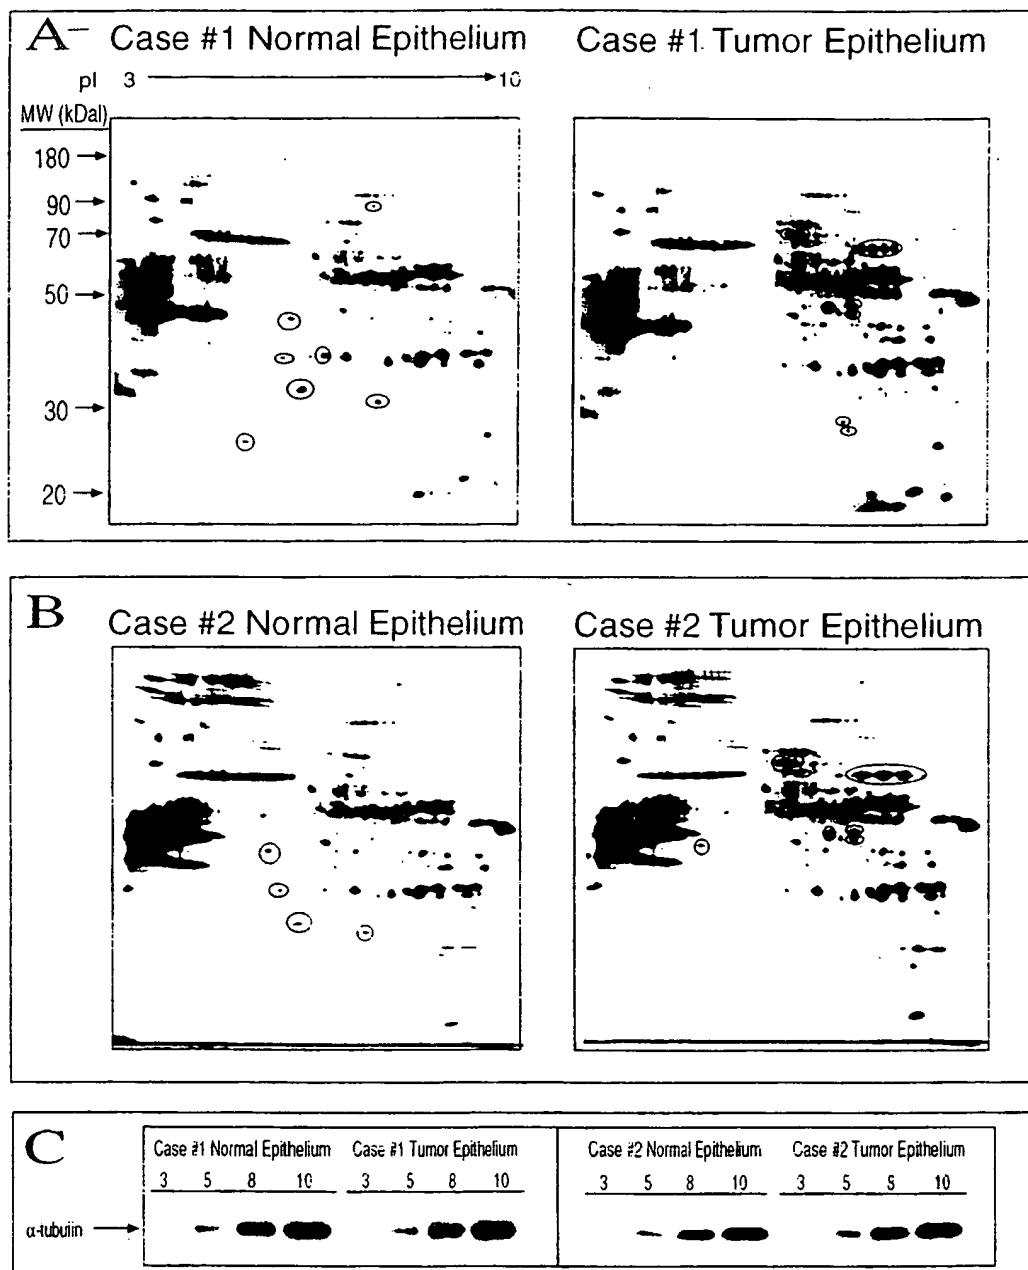 A Case #1 Normal Epithelium Case #1 Tumor Epithelium
pI 3 10
MW (kDal)
180
90
70
50
30
20
B Case #2 Normal Epithelium Case #2 Tumor Epithelium
C Case #1 Normal Epithelium Case #1 Tumor Epithelium Case #2 Normal Epithelium Case #2 Tumor Epithelium
3 5 8 10 3 5 8 10 3 5 8 10 3 5 9 10
α-tubulin